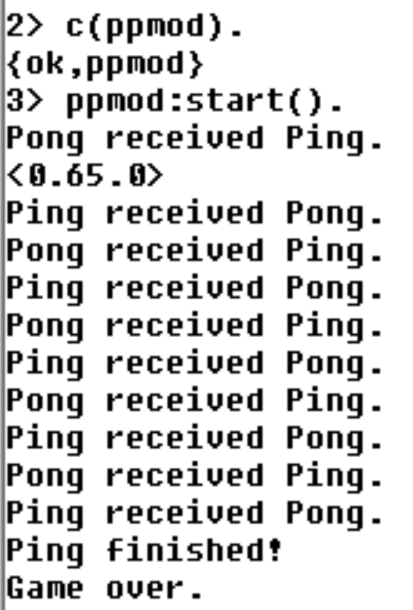 2> c(ppmod).
{ok,ppmod}
3> ppmod:start().
Pong received Ping.
<0.65.0>
Ping received Pong.
Pong received Ping.
Ping received Pong.
Pong received Ping.
Ping received Pong.
Pong received Ping.
Ping received Pong.
Pong received Ping.
Ping received Pong.
Ping finished!
Game over.